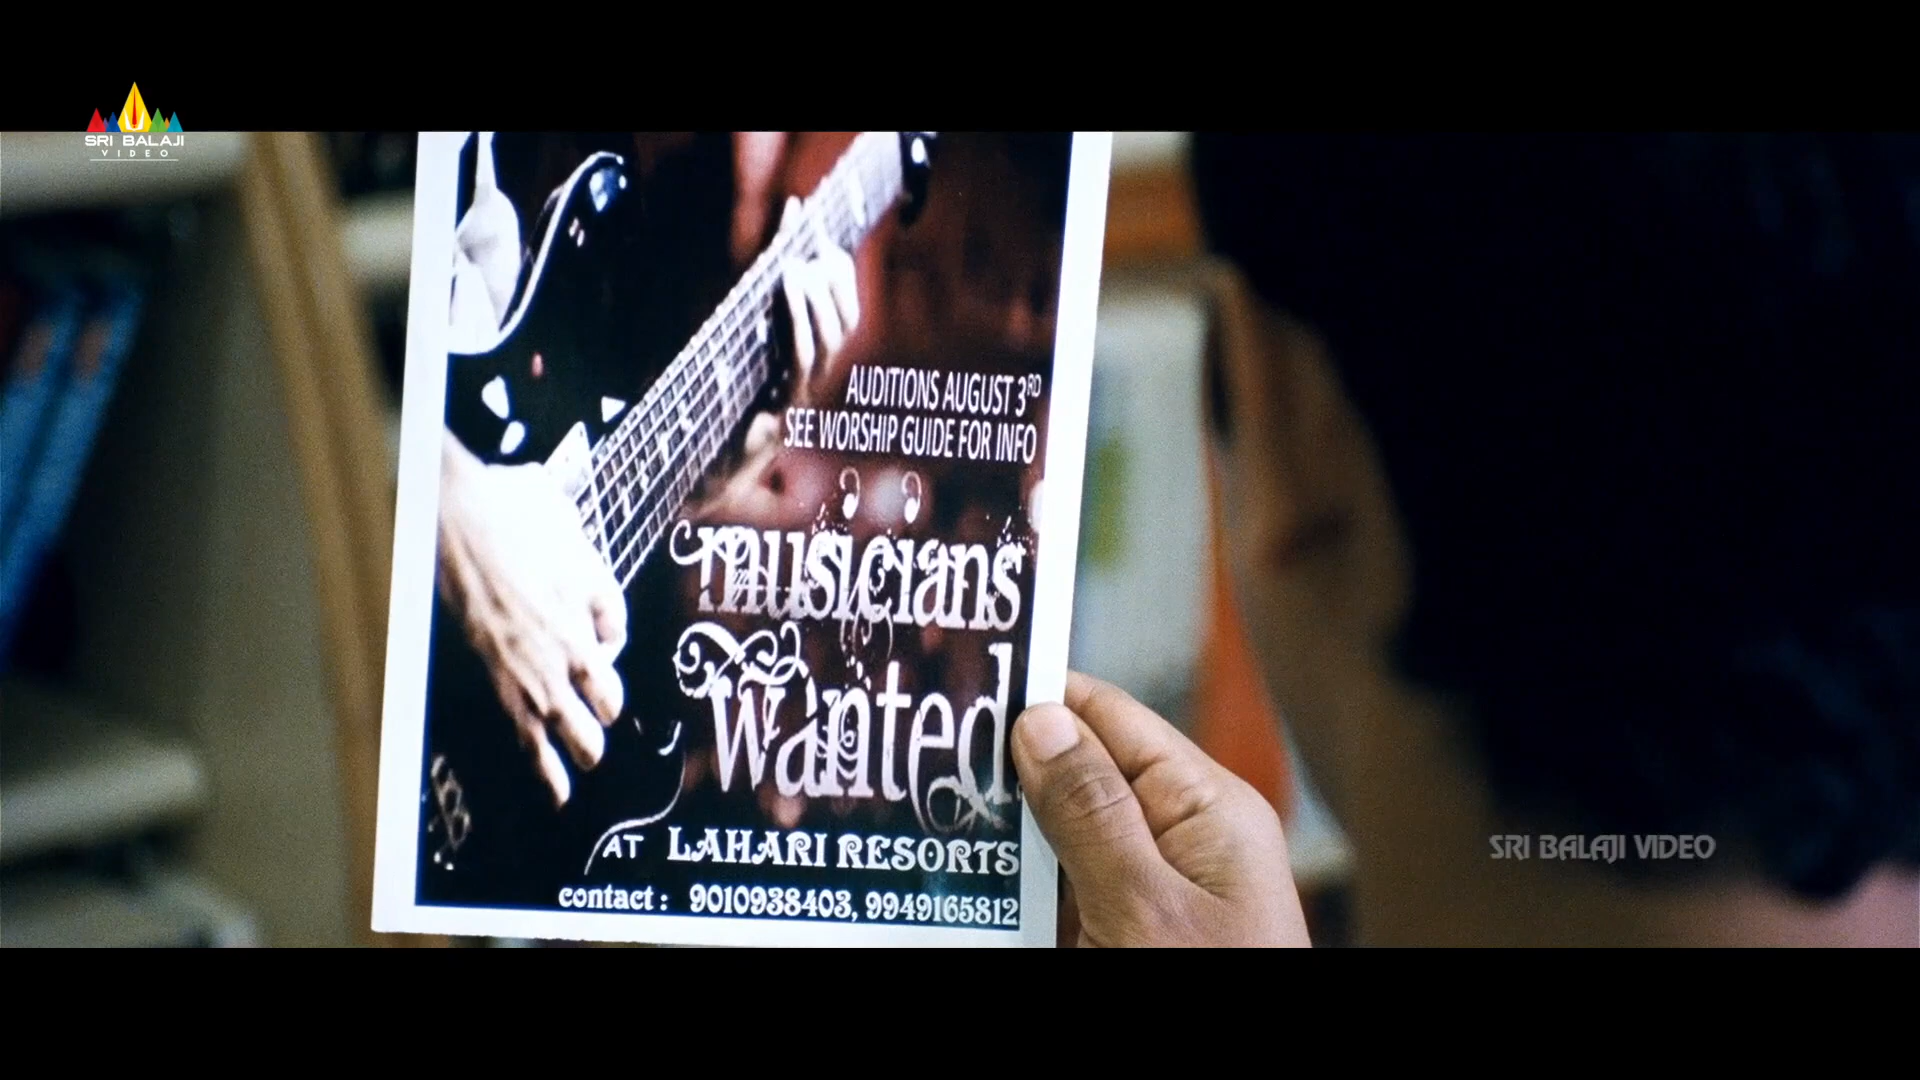 SRI BALAJI
VIDEO
AUDITIONS AUGUST 3RD
SEE WORSHIP GUIDE FOR INFO
musicians
wanted
AT LAHARI RESORTS
contact : 9010938403, 9949165812
SRI BALAJI VIDEO